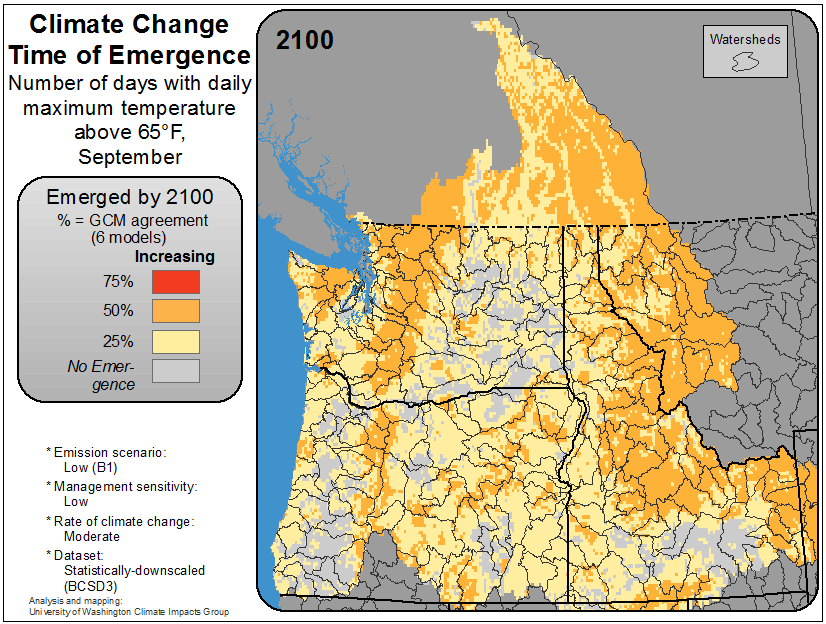 Climate Change
Time of Emergence
Number of days with daily
maximum temperature
above 65°F,
September
Emerged by 2100
% = GCM agreement
(6 models)
Increasing
75%
50%
25%
No Emer-
gence
* Emission scenario:
Low (B1)
* Management sensitivity:
Low
* Rate of climate change:
Moderate
* Dataset:
Statistically-downscaled
(BCSD3)
Analysis and mapping:
University of Washington Climate Impacts Group
2100
Watersheds